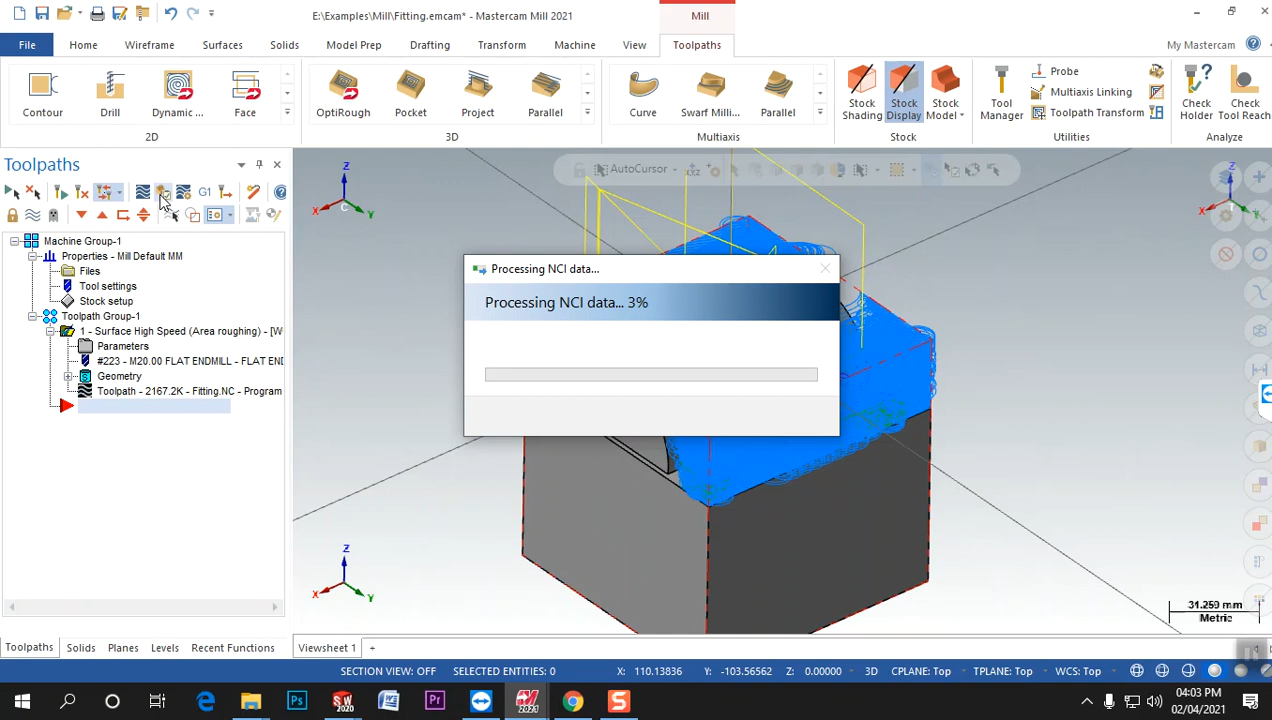 E:\Examples\Mill\Fitting.emcam* - Mastercam Mill 2021
Mill
File Home Wireframe Surfaces Solids Model Prep Drafting Transform Machine View Toolpaths My Mastercam
Contour Drill Dynamic ... Face OptiRough Pocket Project Parallel Curve Swarf Milli... Parallel Stock Shading Stock Display Stock Model Tool Manager Probe Multiaxis Linking Toolpath Transform Check Holder Check Tool Reach
2D 3D Multiaxis Stock Utilities Analyze
Toolpaths
AutoCursor
G1
Machine Group-1
Properties - Mill Default MM
Files
Tool settings
Stock setup
Toolpath Group-1
1 - Surface High Speed (Area roughing) - [W
Parameters
#223 - M20.00 FLAT ENDMILL - FLAT END
Geometry
Toolpath - 2167.2K - Fitting.NC - Program
Z
X
Y
C
Z
X
Y
Processing NCI data...
Processing NCI data... 3%
Z
X
Y
31.259 mm
Metric
Toolpaths Solids Planes Levels Recent Functions Viewsheet 1 +
SECTION VIEW: OFF SELECTED ENTITIES: 0 X: 110.13836 Y: -103.56562 Z: 0.00000 3D CPLANE: Top TPLANE: Top WCS: Top
Ps
SW
2020
W
Pr
2021
S
04:03 PM
02/04/2021